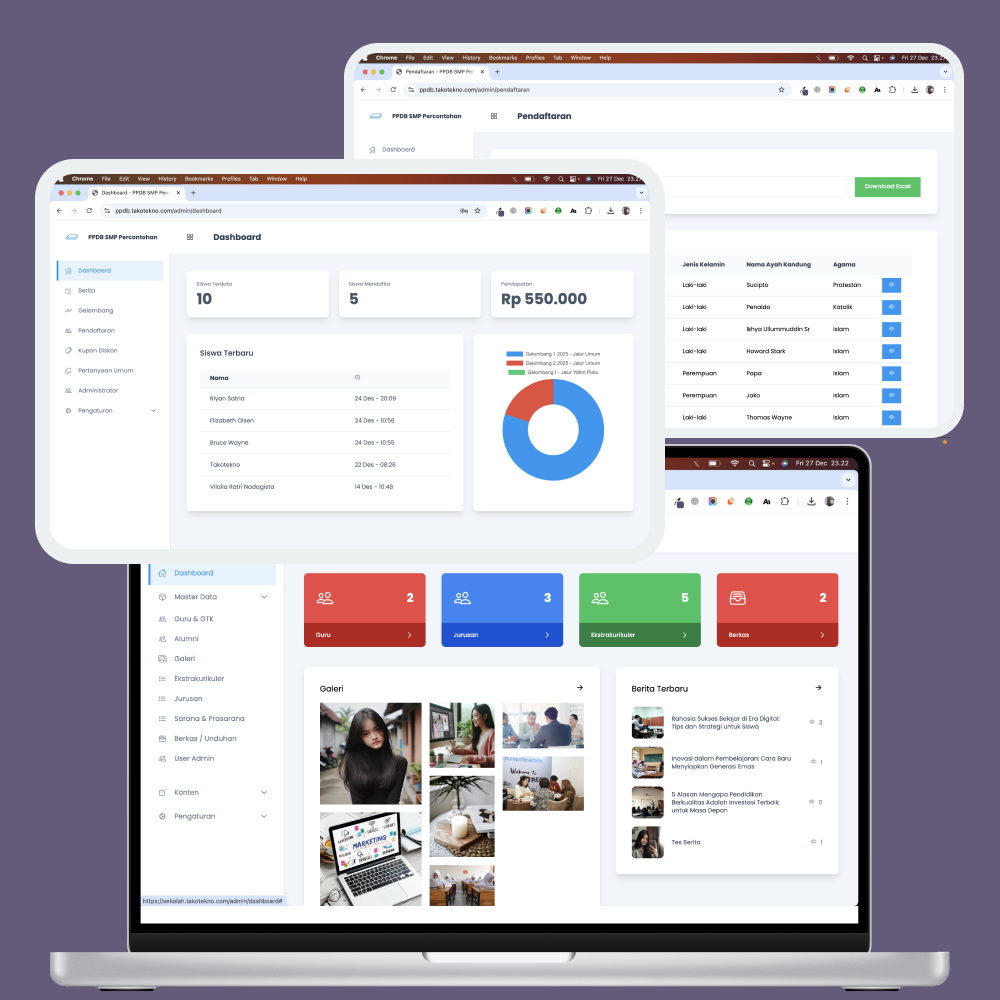 Chrome File Edit View History Bookmarks Profiles Tab Window Help Fri 27 Dec 23.22
Pendaftaran - PPDB SMP Per
ppdb.takotekno.com/admin/pendaftaran
PPDB SMP Percontohan
Pendaftaran
Dashboard
Download Excel
Jenis Kelamin Nama Ayah Kandung Agama
Laki-laki Sucipto Protestan
Laki-laki Penaldo Katolik
Laki-laki Ikhya Ullummuddin Sr Islam
Laki-laki Howard Stark Islam
Perempuan Papa Islam
Perempuan Joko Islam
Laki-laki Thomas Wayne Islam
Chrome File Edit View History Bookmarks Profiles Tab Window Help Fri 27 Dec 23.22
Dashboard - PPDB SMP Perc
ppdb.takotekno.com/admin/dashboard
PPDB SMP Percontohan
Dashboard
Dashboard
Berita
Gelombang
Pendaftaran
Kupon Diskon
Pertanyaan Umum
Administrator
Pengaturan
Siswa Terdata
10
Siswa Mendaftar
5
Pendapatan
Rp 550.000
Siswa Terbaru
Nama
Riyan Satria 24 Des - 20:09
Elizabeth Olsen 24 Des - 10:56
Bruce Wayne 24 Des - 10:55
Takotekno 22 Des - 08:26
Vilolla Ratri Nadagista 14 Des - 10:48
Gelombang 1 2025 - Jalur Umum
Gelombang 2 2025 - Jalur Umum
Gelombang 1 - Jalur Yatim Piatu
Fri 27 Dec 23.22
Dashboard
Master Data
Guru & GTK
Alumni
Galeri
Ekstrakurikuler
Jurusan
Sarana & Prasarana
Berkas / Unduhan
User Admin
Konten
Pengaturan
https://sekolah.takotekno.com/admin/dashboard#
2
Guru
3
Jurusan
5
Ekstrakurikuler
2
Berkas
Galeri
Welcome To
MARKETING
Berita Terbaru
Rahasia Sukses Belajar di Era Digital:
Tips dan Strategi untuk Siswa
3
Inovasi dalam Pembelajaran: Cara Baru
Menyiapkan Generasi Emas
1
5 Alasan Mengapa Pendidikan
Berkualitas Adalah Investasi Terbaik
untuk Masa Depan
0
Tes Berita
1